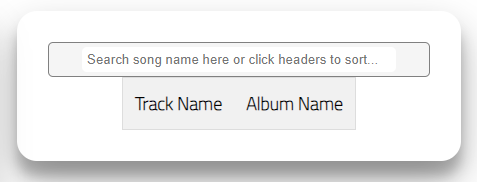 Search song name here or click headers to sort...
Track Name Album Name